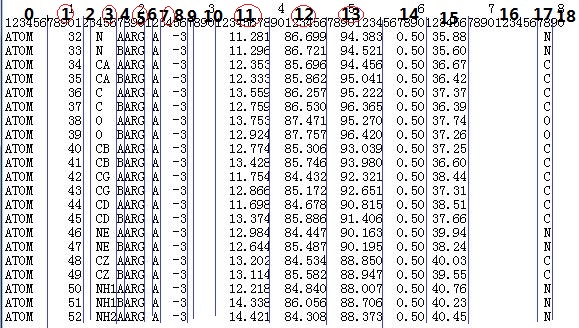 0 1 2 3 4 5 6 7 8 9 10 11 12 13 14 15 16 17 18
12345678901234567890123456789012345678901234567890123456789012345678901234567890
ATOM 32 N AARG A -3 11.281 86.699 94.383 0.50 35.88 N
ATOM 33 N BARG A -3 11.296 86.721 94.521 0.50 35.60 N
ATOM 34 CA AARG A -3 12.353 85.696 94.456 0.50 36.67 C
ATOM 35 CA BARG A -3 12.333 85.862 95.041 0.50 36.42 C
ATOM 36 C AARG A -3 13.559 86.257 95.222 0.50 37.37 C
ATOM 37 C BARG A -3 12.759 86.530 96.365 0.50 36.39 C
ATOM 38 O AARG A -3 13.753 87.471 95.270 0.50 37.74 O
ATOM 39 O BARG A -3 12.924 87.757 96.420 0.50 37.26 O
ATOM 40 CB AARG A -3 12.774 85.306 93.039 0.50 37.25 C
ATOM 41 CB BARG A -3 13.428 85.746 93.980 0.50 36.60 C
ATOM 42 CG AARG A -3 11.754 84.432 92.321 0.50 38.44 C
ATOM 43 CG BARG A -3 12.866 85.172 92.651 0.50 37.31 C
ATOM 44 CD AARG A -3 11.698 84.678 90.815 0.50 38.51 C
ATOM 45 CD BARG A -3 13.374 85.886 91.406 0.50 37.66 C
ATOM 46 NE AARG A -3 12.984 84.447 90.163 0.50 39.94 N
ATOM 47 NE BARG A -3 12.644 85.487 90.195 0.50 38.24 N
ATOM 48 CZ AARG A -3 13.202 84.534 88.850 0.50 40.03 C
ATOM 49 CZ BARG A -3 13.114 85.582 88.947 0.50 39.55 C
ATOM 50 NH1AARG A -3 12.218 84.840 88.007 0.50 40.76 N
ATOM 51 NH1BARG A -3 14.338 86.056 88.706 0.50 40.23 N
ATOM 52 NH2AARG A -3 14.421 84.308 88.373 0.50 40.45 N